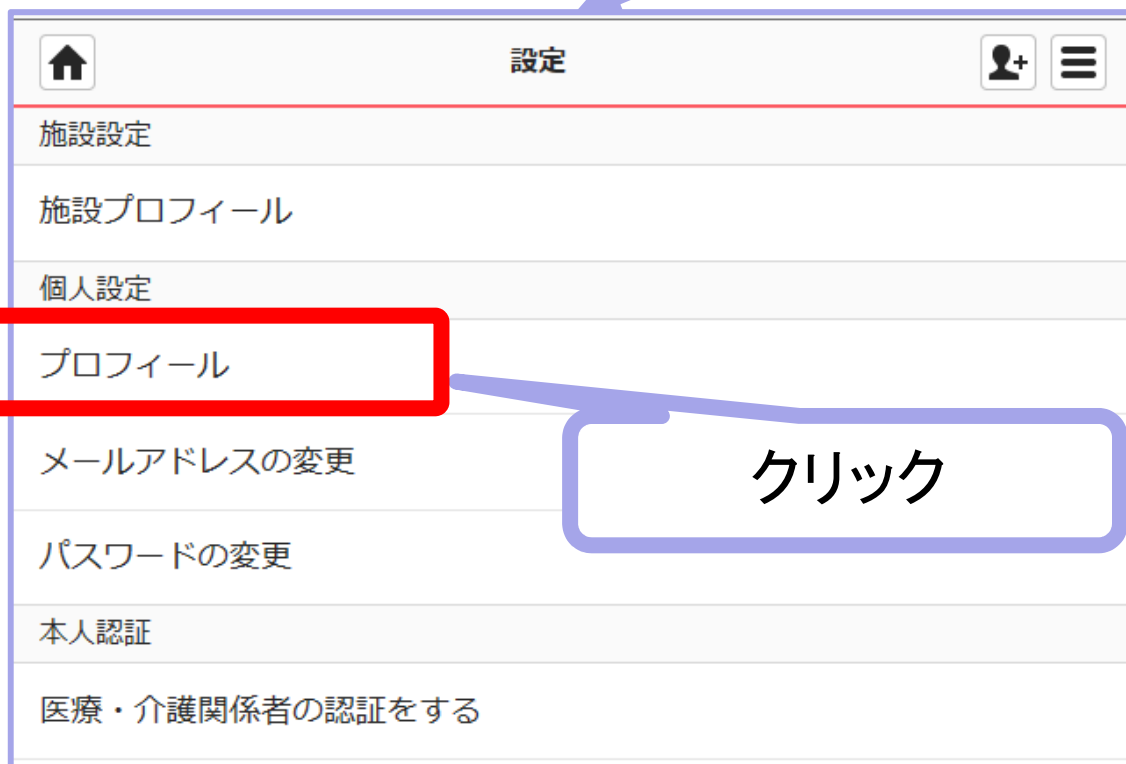 設定
施設設定
施設プロフィール
個人設定
プロフィール
メールアドレスの変更
クリック
パスワードの変更
本人認証
医療・介護関係者の認証をする